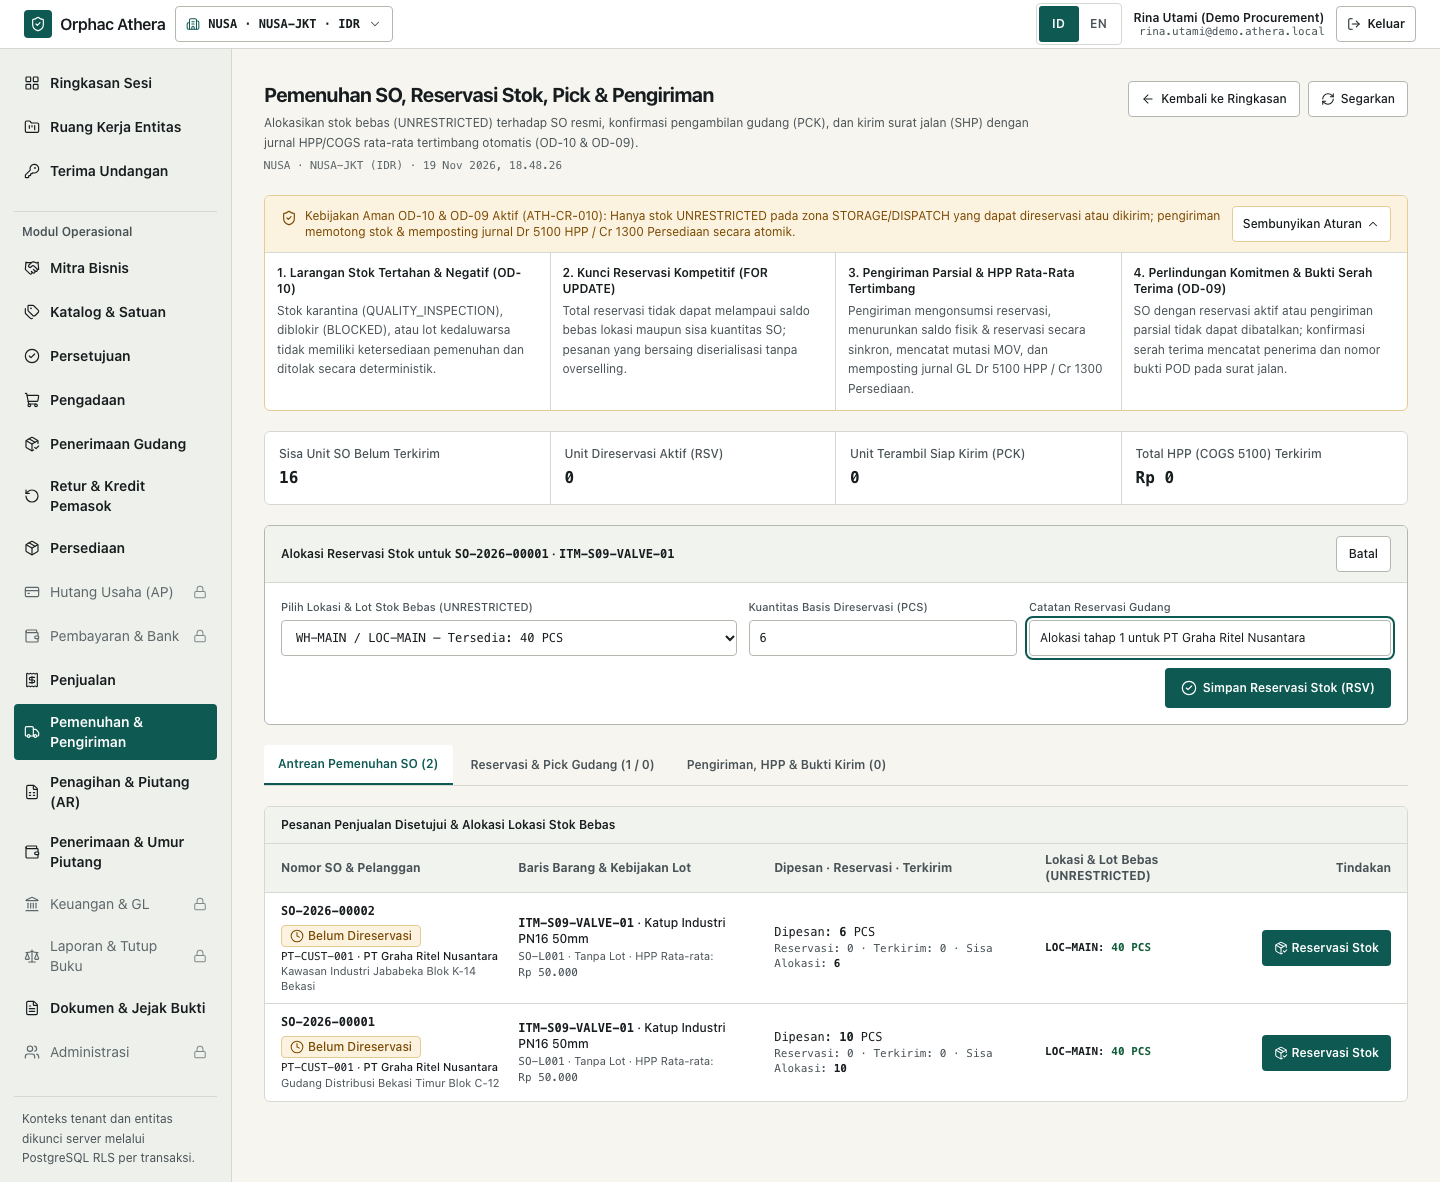 Orphac Athera
NUSA · NUSA-JKT · IDR
ID
EN
Rina Utami (Demo Procurement)
rina.utami@demo.athera.local
Keluar
Ringkasan Sesi
Ruang Kerja Entitas
Terima Undangan
Modul Operasional
Mitra Bisnis
Katalog & Satuan
Persetujuan
Pengadaan
Penerimaan Gudang
Retur & Kredit
Pemasok
Persediaan
Hutang Usaha (AP)
Pembayaran & Bank
Penjualan
Pemenuhan &
Pengiriman
Penagihan & Piutang
(AR)
Penerimaan & Umur
Piutang
Keuangan & GL
Laporan & Tutup
Buku
Dokumen & Jejak Bukti
Administrasi
Konteks tenant dan entitas
dikunci server melalui
PostgreSQL RLS per transaksi.
Pemenuhan SO, Reservasi Stok, Pick & Pengiriman
Alokasikan stok bebas (UNRESTRICTED) terhadap SO resmi, konfirmasi pengambilan gudang (PCK), dan kirim surat jalan (SHP) dengan
jurnal HPP/COGS rata-rata tertimbang otomatis (OD-10 & OD-09).
NUSA · NUSA-JKT (IDR) · 19 Nov 2026, 18.48.26
Kembali ke Ringkasan
Segarkan
Kebijakan Aman OD-10 & OD-09 Aktif (ATH-CR-010): Hanya stok UNRESTRICTED pada zona STORAGE/DISPATCH yang dapat direservasi atau dikirim; pengiriman
memotong stok & memposting jurnal Dr 5100 HPP / Cr 1300 Persediaan secara atomik.
Sembunyikan Aturan
1. Larangan Stok Tertahan & Negatif (OD-
10)
Stok karantina (QUALITY_INSPECTION),
diblokir (BLOCKED), atau lot kedaluwarsa
tidak memiliki ketersediaan pemenuhan dan
ditolak secara deterministik.
2. Kunci Reservasi Kompetitif (FOR
UPDATE)
Total reservasi tidak dapat melampaui saldo
bebas lokasi maupun sisa kuantitas SO;
pesanan yang bersaing diserialisasi tanpa
overselling.
3. Pengiriman Parsial & HPP Rata-Rata
Tertimbang
Pengiriman mengonsumsi reservasi,
menurunkan saldo fisik & reservasi secara
sinkron, mencatat mutasi MOV, dan
memposting jurnal GL Dr 5100 HPP / Cr 1300
Persediaan.
4. Perlindungan Komitmen & Bukti Serah
Terima (OD-09)
SO dengan reservasi aktif atau pengiriman
parsial tidak dapat dibatalkan; konfirmasi
serah terima mencatat penerima dan nomor
bukti POD pada surat jalan.
Sisa Unit SO Belum Terkirim
16
Unit Direservasi Aktif (RSV)
0
Unit Terambil Siap Kirim (PCK)
0
Total HPP (COGS 5100) Terkirim
Rp 0
Alokasi Reservasi Stok untuk SO-2026-00001 · ITM-S09-VALVE-01
Batal
Pilih Lokasi & Lot Stok Bebas (UNRESTRICTED)
WH-MAIN / LOC-MAIN — Tersedia: 40 PCS
Kuantitas Basis Direservasi (PCS)
6
Catatan Reservasi Gudang
Alokasi tahap 1 untuk PT Graha Ritel Nusantara
Simpan Reservasi Stok (RSV)
Antrean Pemenuhan SO (2)
Reservasi & Pick Gudang (1 / 0)
Pengiriman, HPP & Bukti Kirim (0)
Pesanan Penjualan Disetujui & Alokasi Lokasi Stok Bebas
Nomor SO & Pelanggan
Baris Barang & Kebijakan Lot
Dipesan · Reservasi · Terkirim
Lokasi & Lot Bebas
(UNRESTRICTED)
Tindakan
SO-2026-00002
Belum Direservasi
PT-CUST-001 · PT Graha Ritel Nusantara
Kawasan Industri Jababeka Blok K-14
Bekasi
ITM-S09-VALVE-01 · Katup Industri
PN16 50mm
SO-L001 · Tanpa Lot · HPP Rata-rata:
Rp 50.000
Dipesan: 6 PCS
Reservasi: 0 · Terkirim: 0 · Sisa
Alokasi: 6
LOC-MAIN: 40 PCS
Reservasi Stok
SO-2026-00001
Belum Direservasi
PT-CUST-001 · PT Graha Ritel Nusantara
Gudang Distribusi Bekasi Timur Blok C-12
ITM-S09-VALVE-01 · Katup Industri
PN16 50mm
SO-L001 · Tanpa Lot · HPP Rata-rata:
Rp 50.000
Dipesan: 10 PCS
Reservasi: 0 · Terkirim: 0 · Sisa
Alokasi: 10
LOC-MAIN: 40 PCS
Reservasi Stok